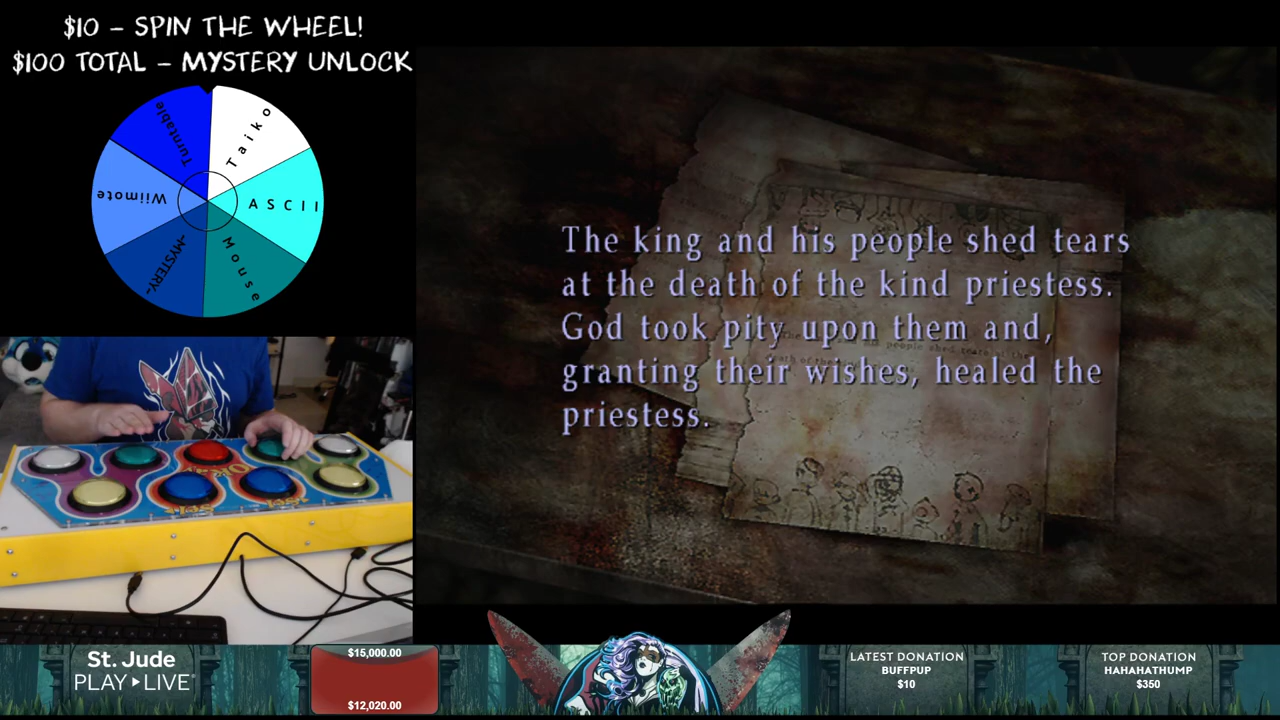 $10 – SPIN THE WHEEL!
$100 TOTAL – MYSTERY UNLOCK
Turntable
Taiko
ASCII
Mouse
-MYSTERY-
Wiimote
The king and his people shed tears
at the death of the kind priestess.
God took pity upon them and,
granting their wishes, healed the
priestess.
St. Jude
PLAY LIVE
$15,000.00
$12,020.00
LATEST DONATION
BUFFPUP
$10
TOP DONATION
HAHAHATHUMP
$350